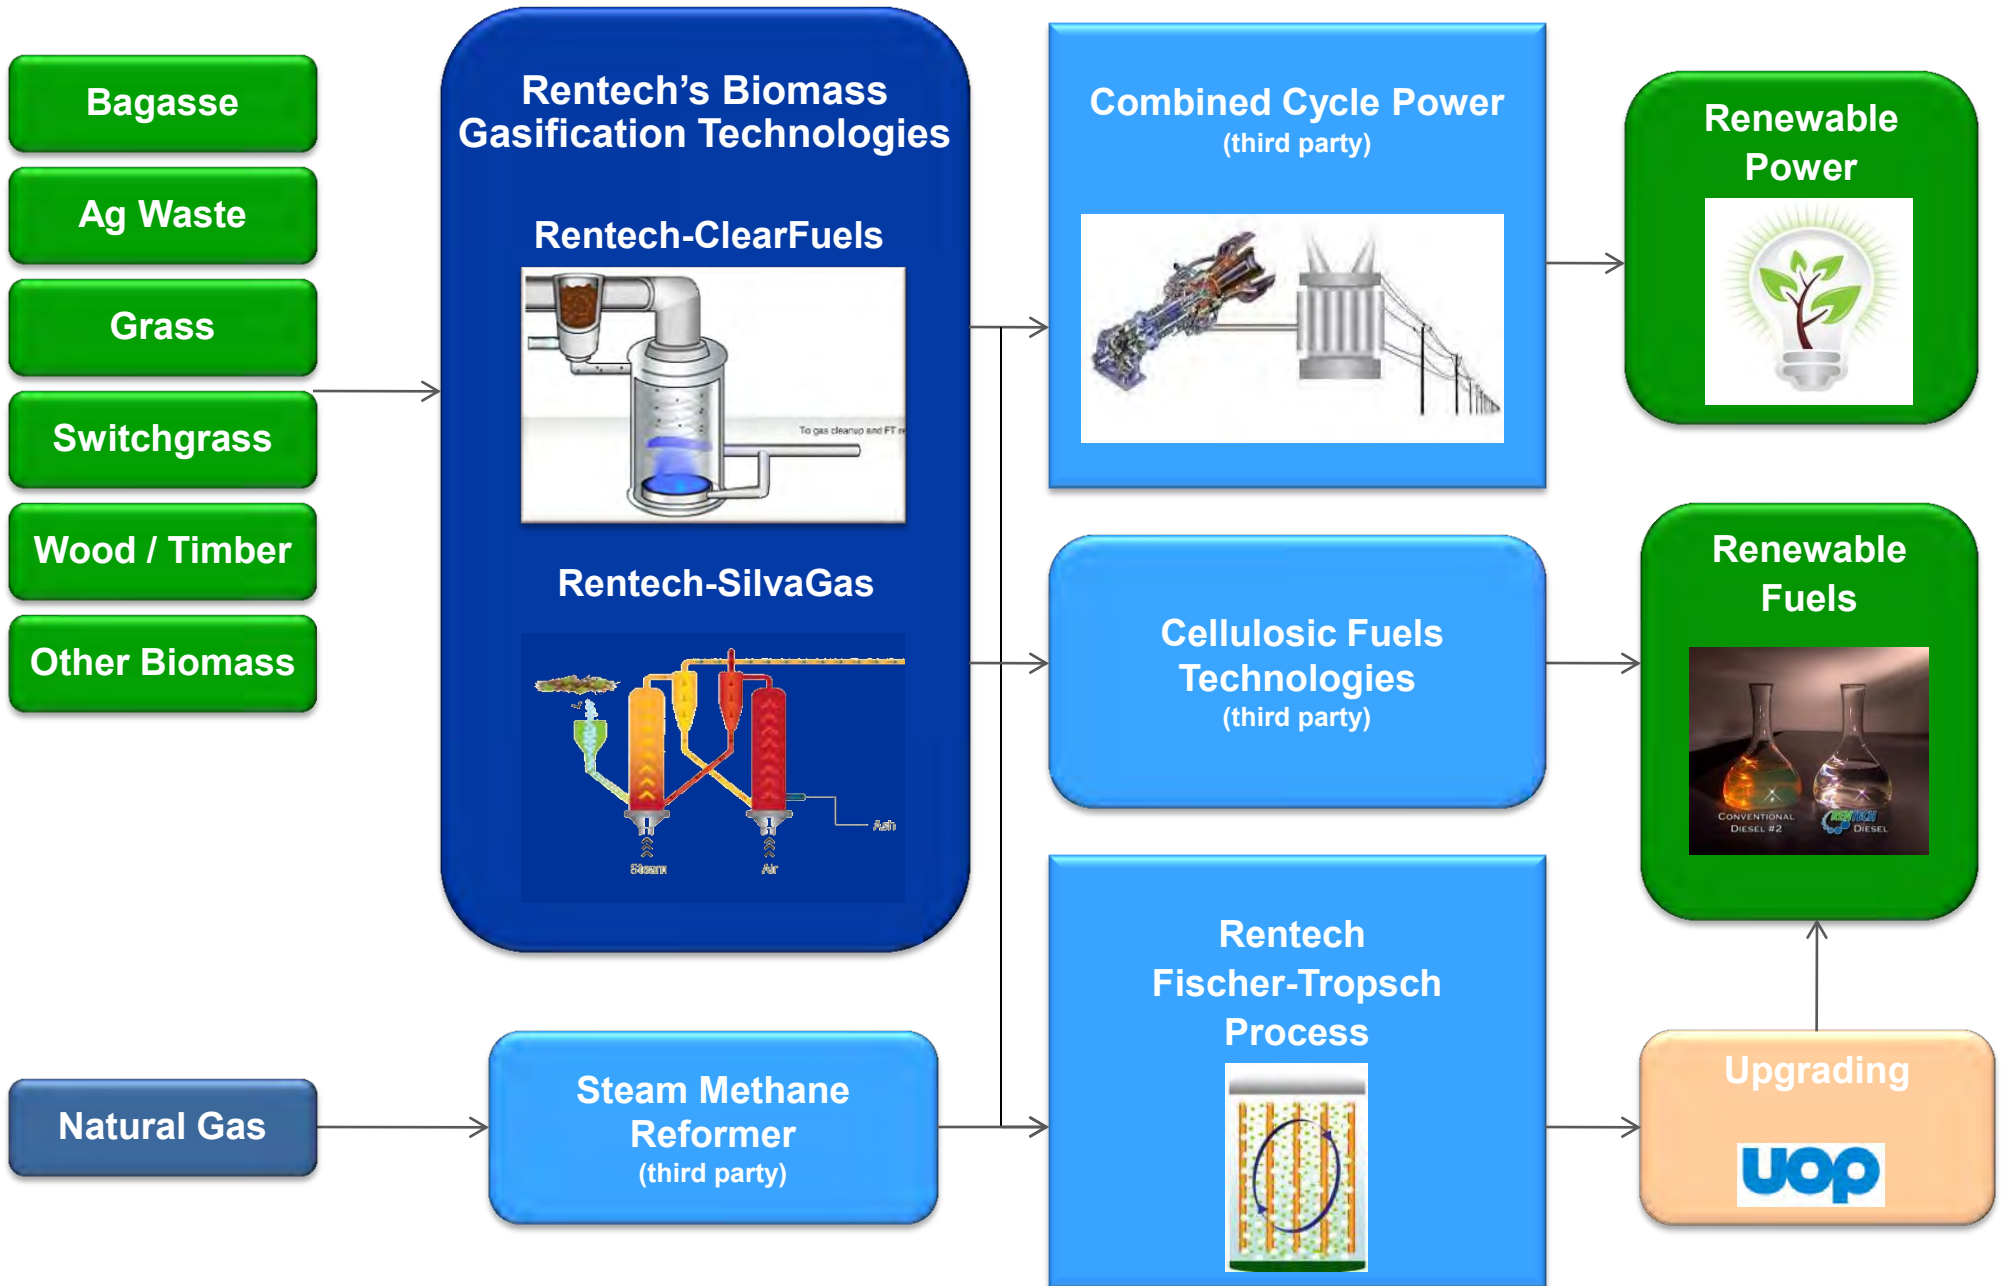 Bagasse
Ag Waste
Grass
Switchgrass
Wood / Timber
Other Biomass
Natural Gas
Rentech’s Biomass
Gasification Technologies
Rentech-ClearFuels
To gas cleanup and FT re
Rentech-SilvaGas
Ash
Steam
Air
Steam Methane
Reformer
(third party)
Combined Cycle Power
(third party)
Cellulosic Fuels
Technologies
(third party)
Rentech
Fischer-Tropsch
Process
Renewable
Power
Renewable
Fuels
CONVENTIONAL
DIESEL #2
RENTECH
DIESEL
Upgrading
uop